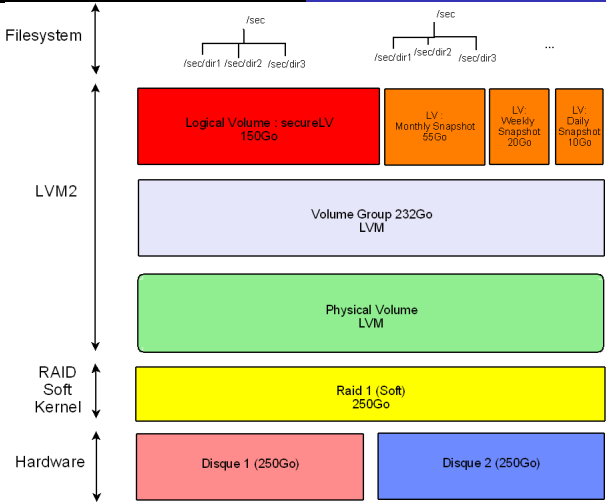 Filesystem
/sec
/sec/dir1 /sec/dir2 /sec/dir3
/sec
/sec/dir1 /sec/dir2 /sec/dir3
...
LVM2
Logical Volume : secureLV
150Go
LV :
Monthly Snapshot
55Go
LV:
Weekly
Snapshot
20Go
LV:
Daily
Snapshot
10Go
Volume Group 232Go
LVM
Physical Volume
LVM
RAID
Soft
Kernel
Raid 1 (Soft)
250Go
Hardware
Disque 1 (250Go)
Disque 2 (250Go)